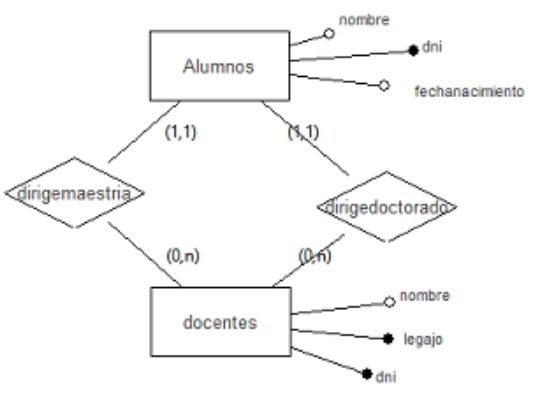 nombre
dni
Alumnos
fechanacimiento
(1,1)
(1,1)
dirigemaestria
dirigedoctorado
(0,n)
(0,n)
nombre
docentes
legajo
dni